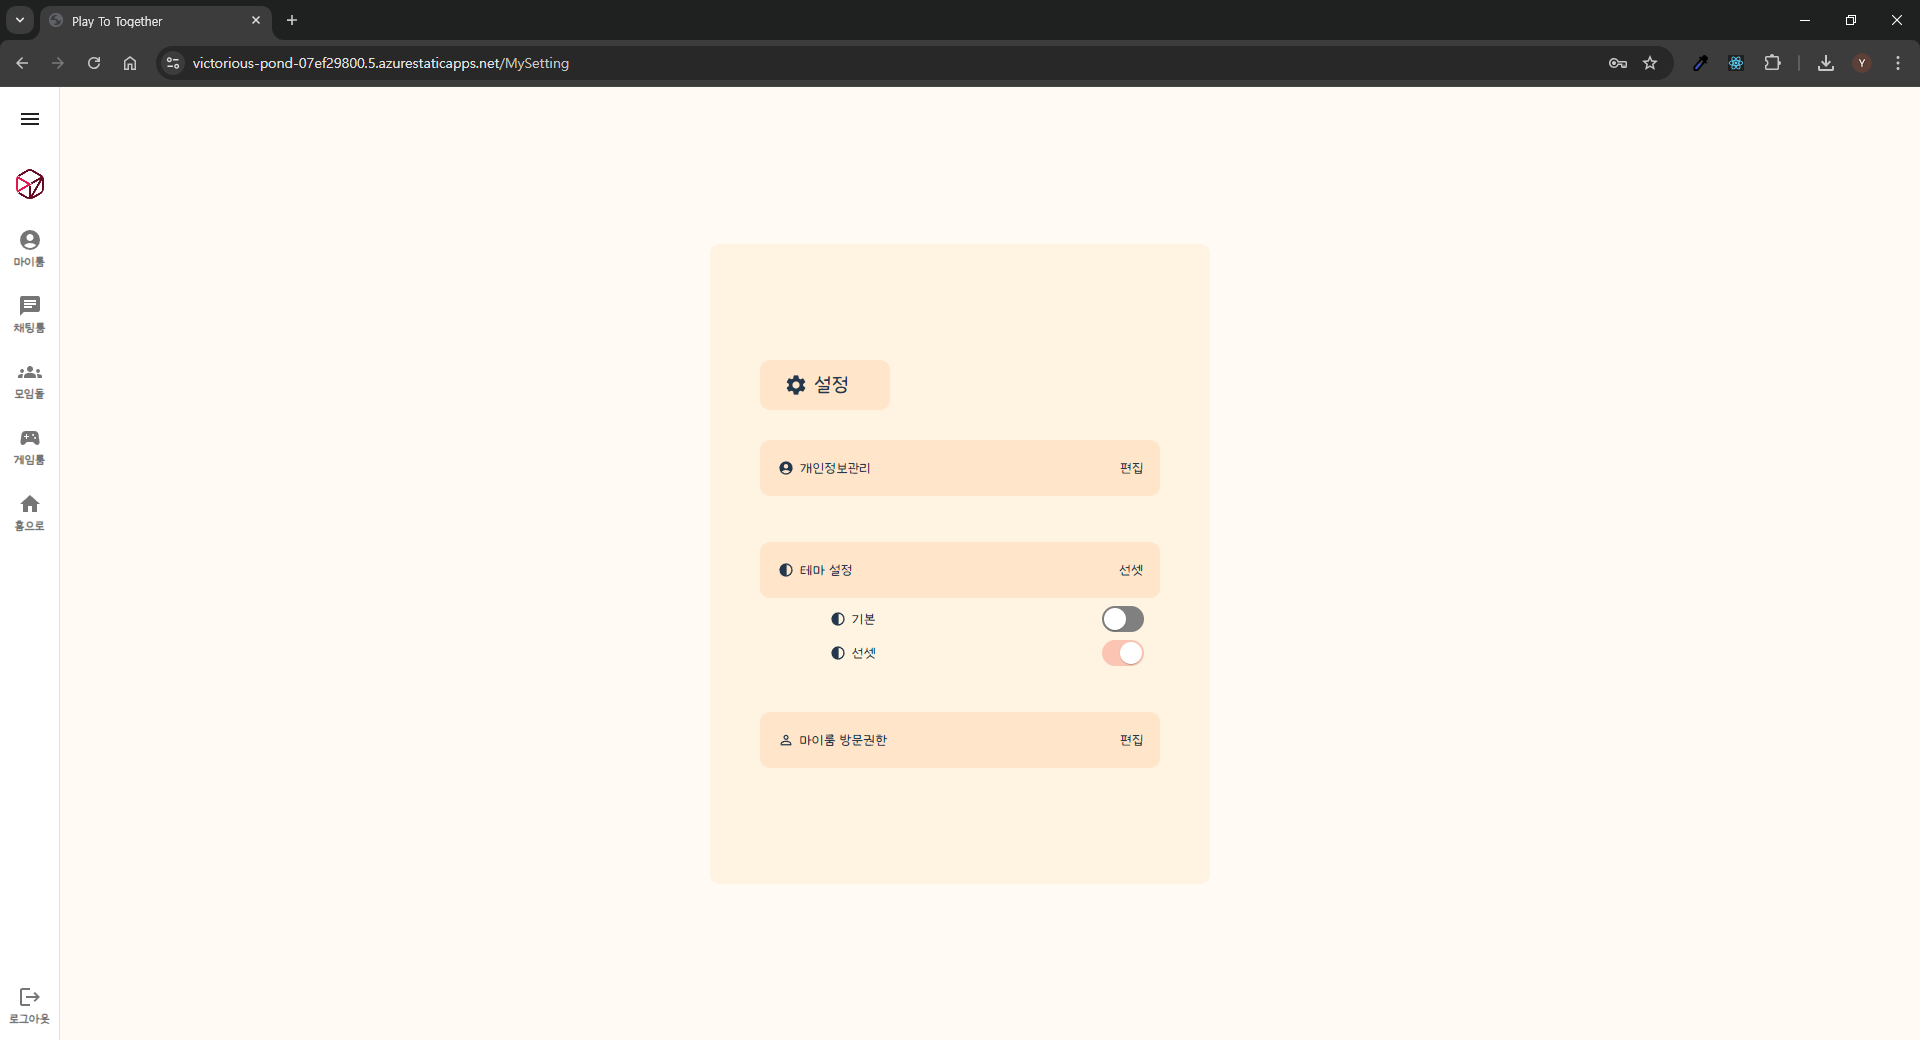 Play To Together
victorious-pond-07ef29800.5.azurestaticapps.net/MySetting
Y
마이룸
채팅룸
모임돌
게임룸
홈으로
로그아웃
설정
개인정보관리 편집
테마 설정 선셋
기본
선셋
마이룸 방문권한 편집